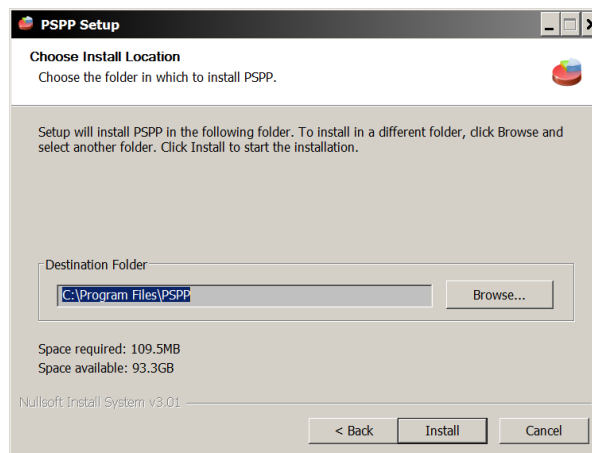 PSPP Setup
Choose Install Location
Choose the folder in which to install PSPP.
Setup will install PSPP in the following folder. To install in a different folder, click Browse and
select another folder. Click Install to start the installation.
Destination Folder
C:\Program Files\PSPP
Browse...
Space required: 109.5MB
Space available: 93.3GB
Nullsoft Install System v3.01
< Back
Install
Cancel